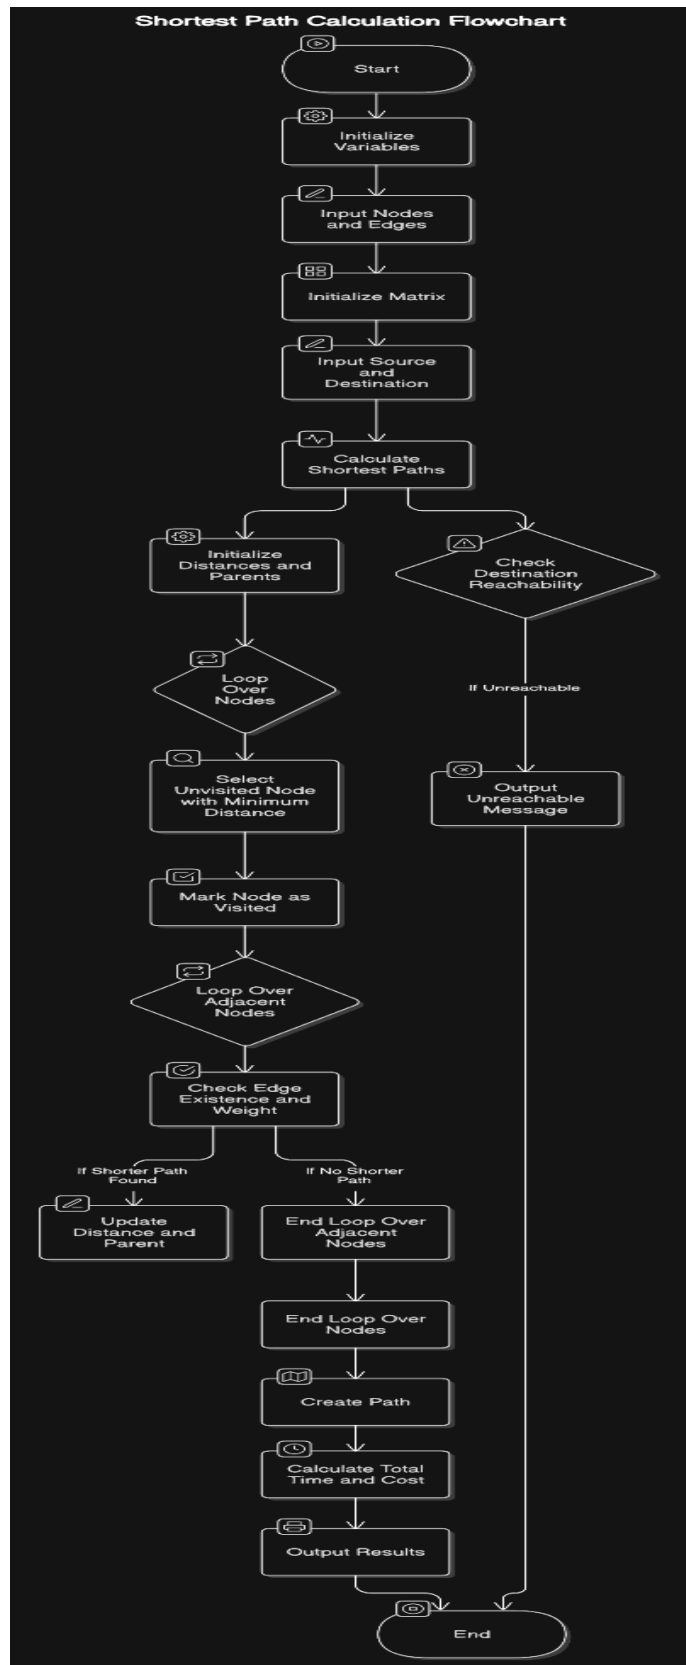 Shortest Path Calculation Flowchart
Start
Initialize
Variables
Input Nodes
and Edges
Initialize Matrix
Input Source
and
Destination
Calculate
Shortest Paths
Initialize
Distances and
Parents
Check
Destination
Reachability
Loop
Over
Nodes
If Unreachable
Select
Unvisited Node
with Minimum
Distance
Output
Unreachable
Message
Mark Node as
Visited
Loop Over
Adjacent
Nodes
Check Edge
Existence and
Weight
If Shorter Path
Found
If No Shorter
Path
Update
Distance and
Parent
End Loop Over
Adjacent
Nodes
End Loop Over
Nodes
Create Path
Calculate Total
Time and Cost
Output Results
End